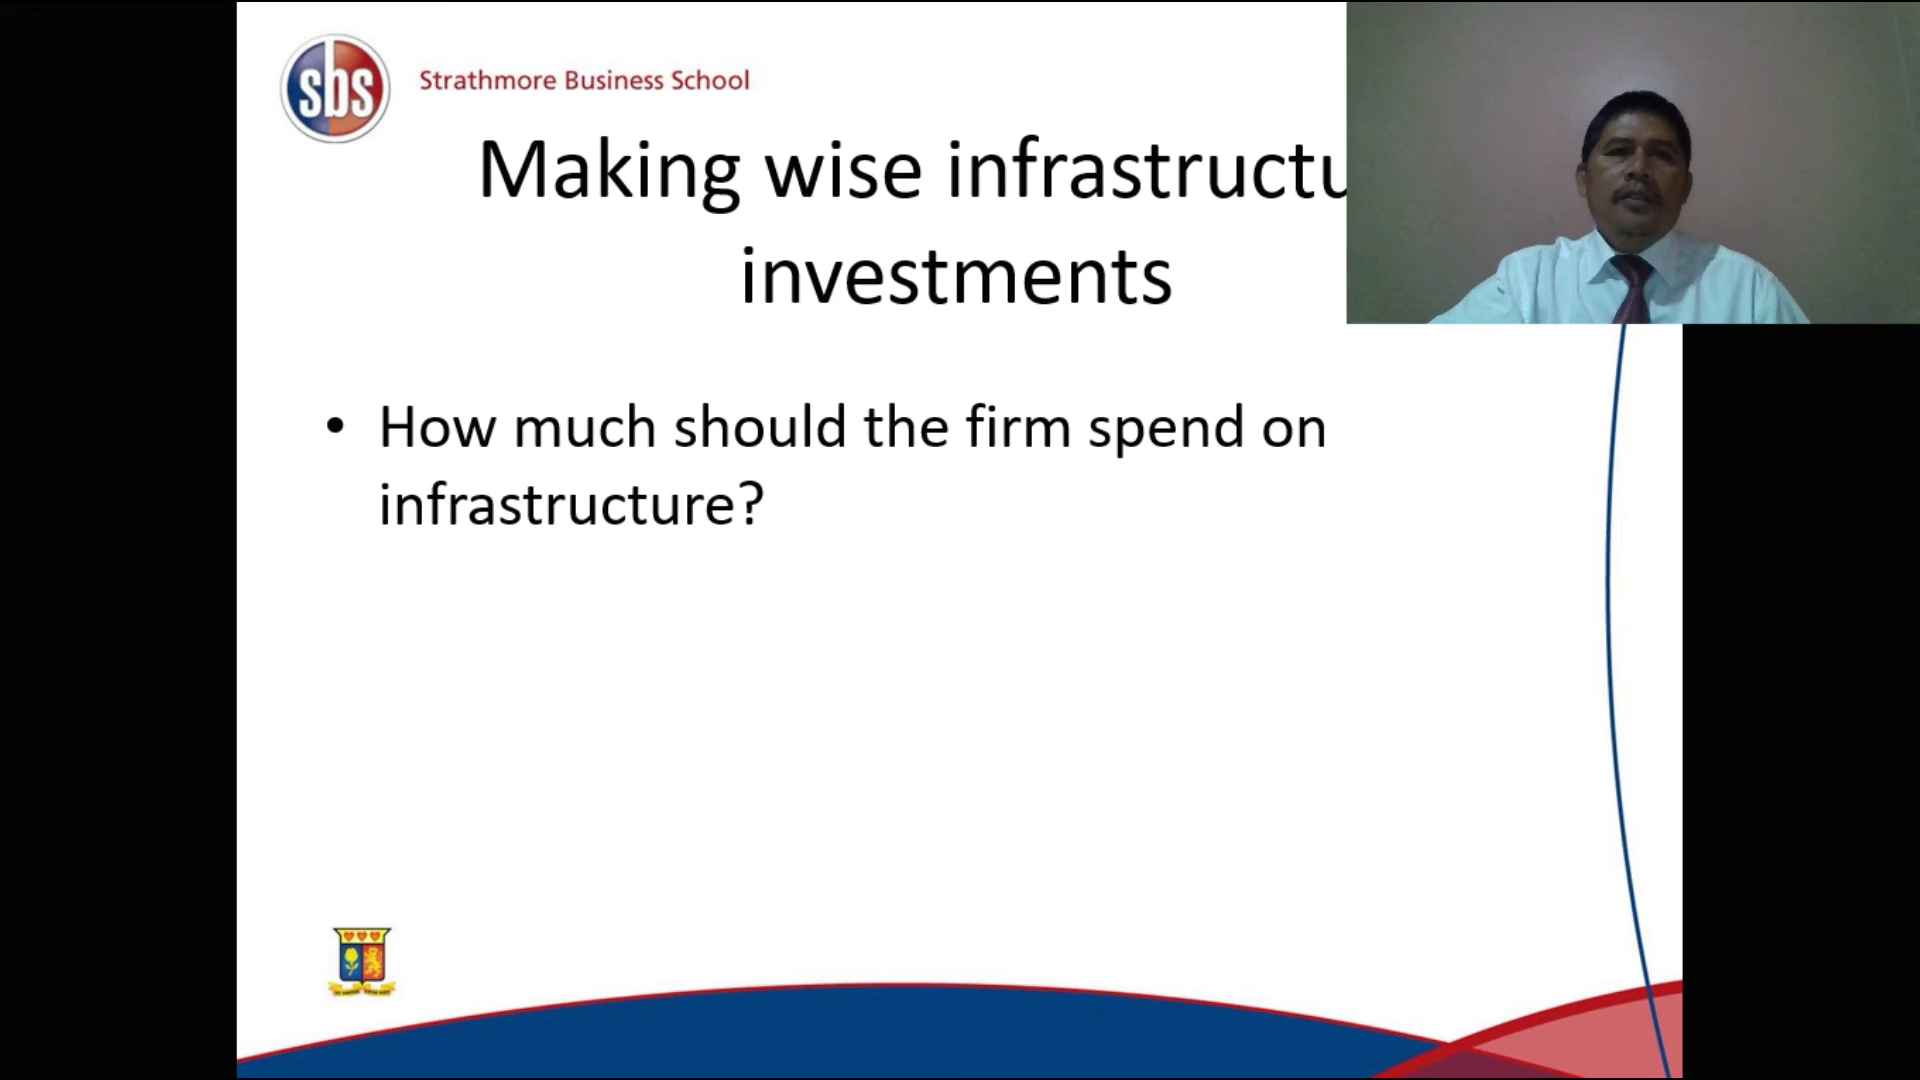 sbs
Strathmore Business School
Making wise infrastructu
investments
• How much should the firm spend on
infrastructure?